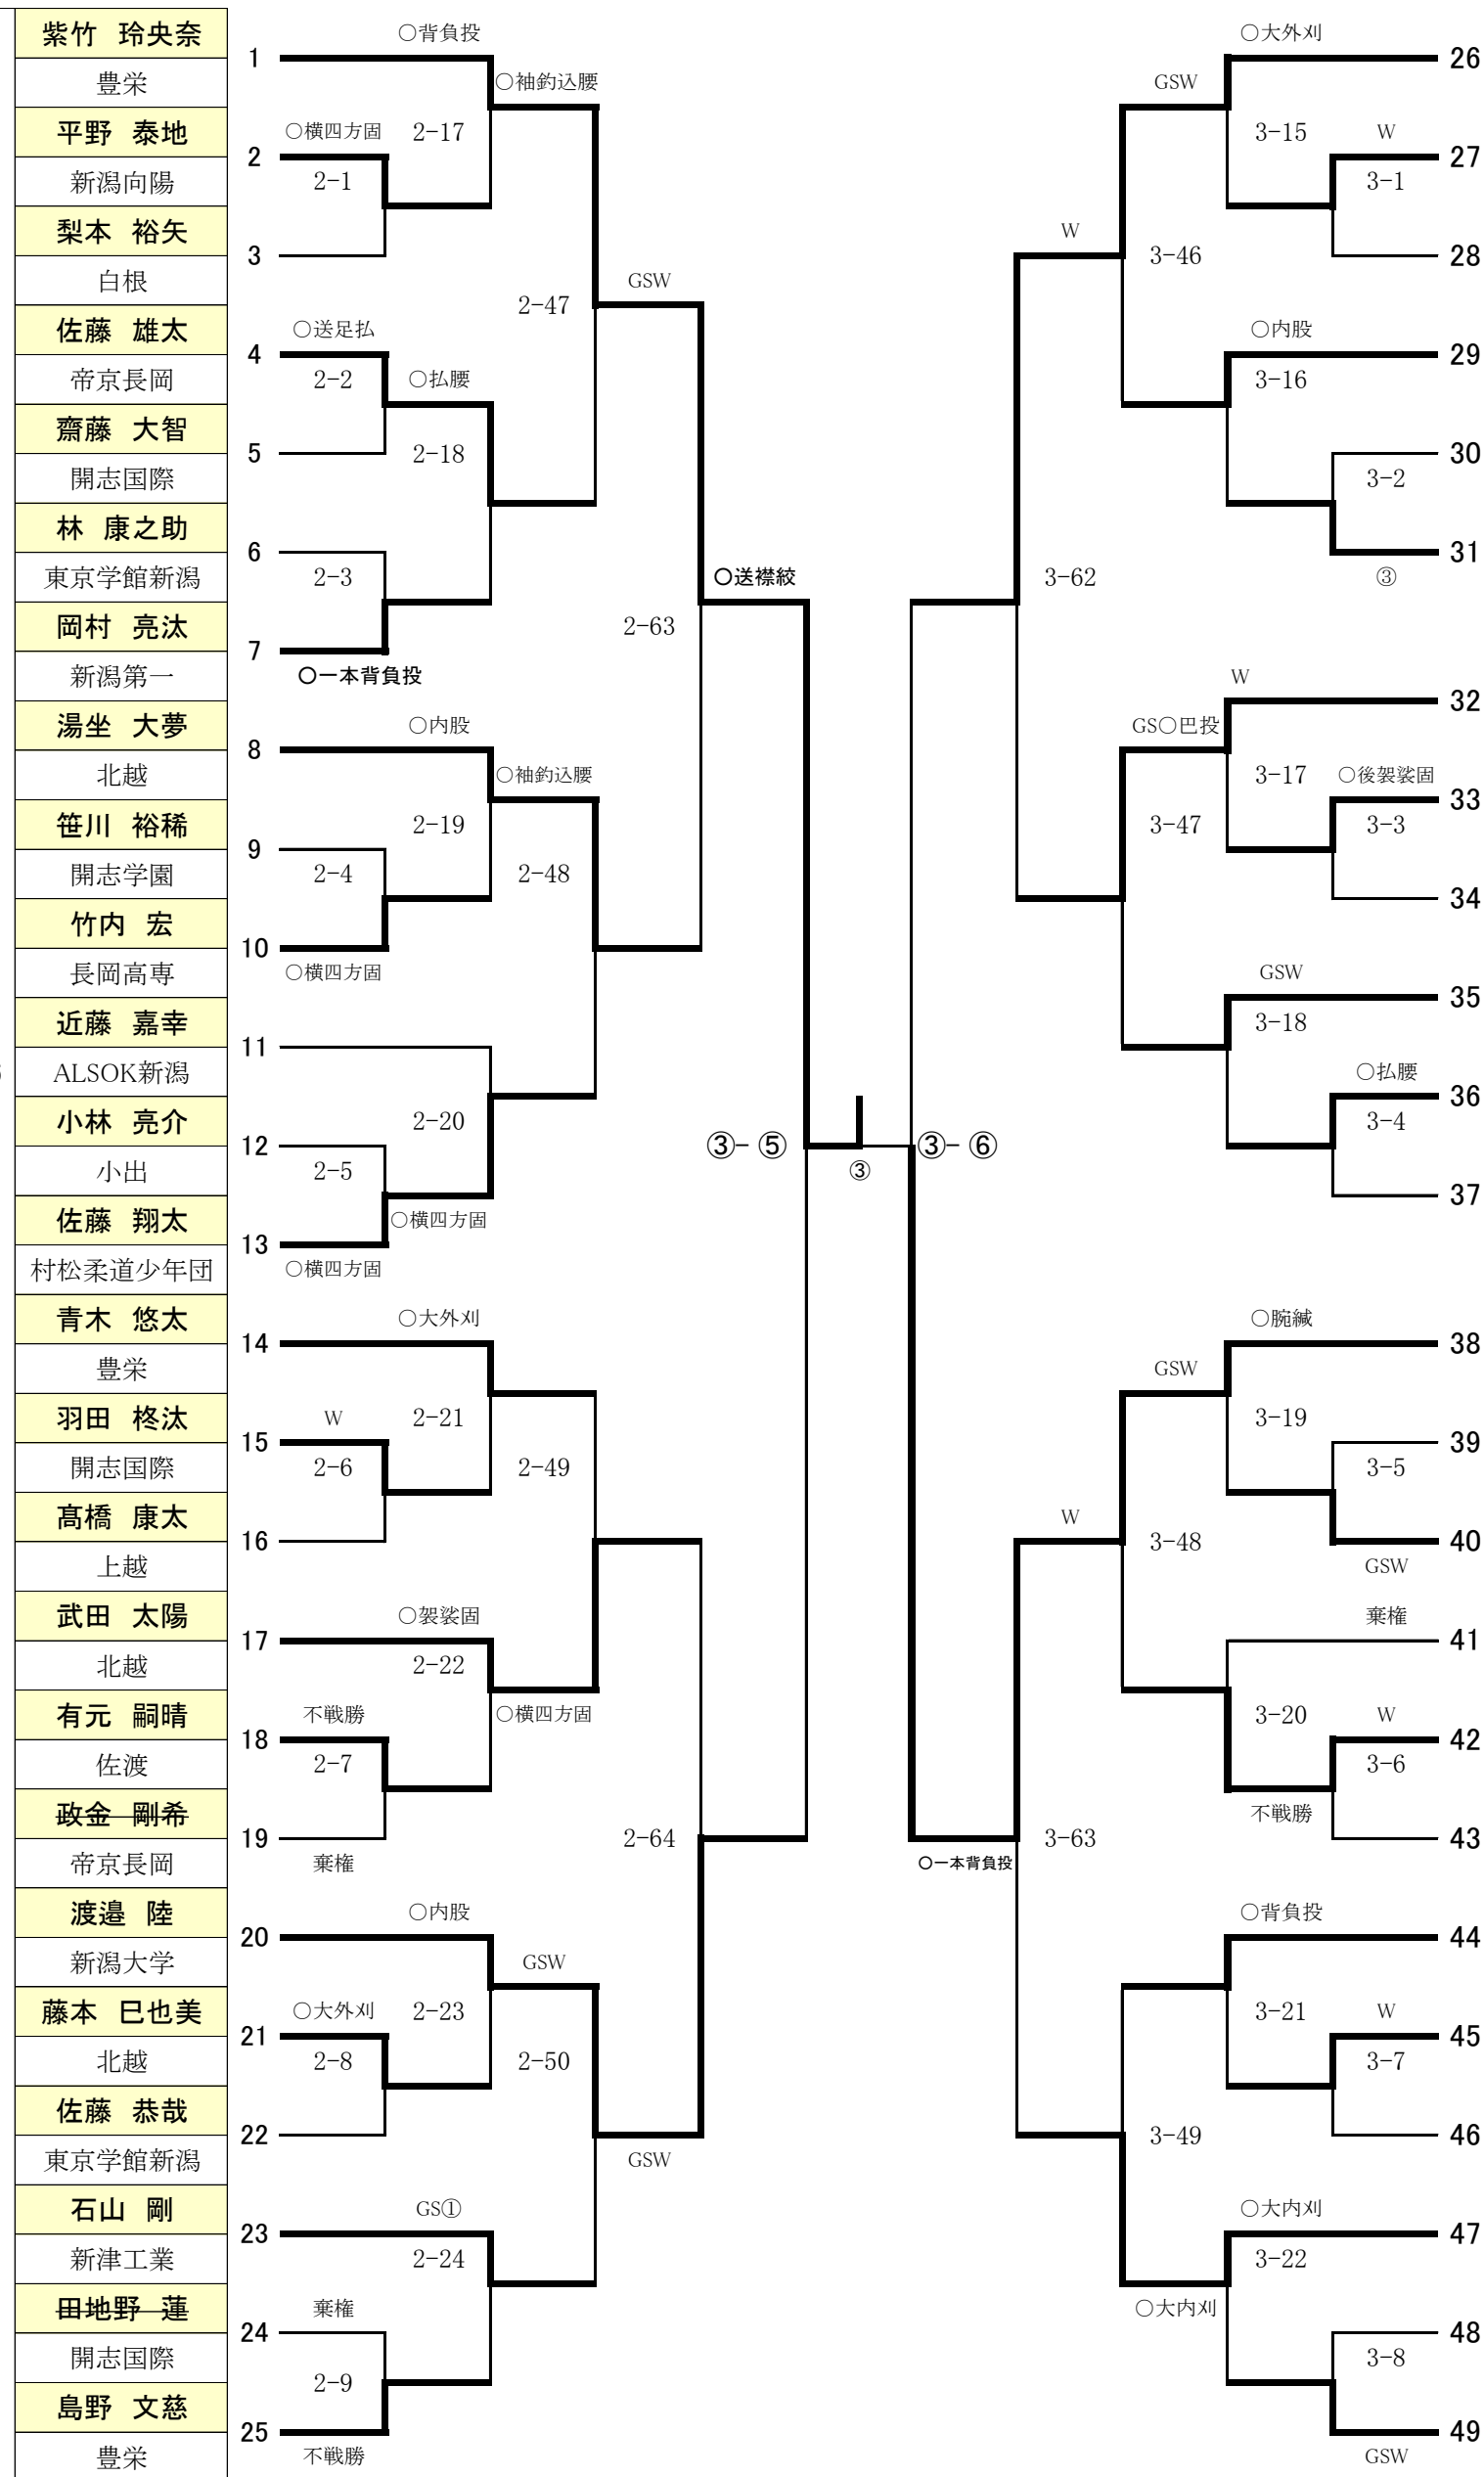 紫竹 玲央奈
豊栄
平野 泰地
新潟向陽
梨本 裕矢
白根
佐藤 雄太
帝京長岡
齋藤 大智
開志国際
林 康之助
東京学館新潟
岡村 亮汰
新潟第一
湯坐 大夢
北越
笹川 裕稀
開志学園
竹内 宏
長岡高専
近藤 嘉幸
ALSOK新潟
小林 亮介
小出
佐藤 翔太
村松柔道少年団
青木 悠太
豊栄
羽田 柊汰
開志国際
髙橋 康太
上越
武田 太陽
北越
有元 嗣晴
佐渡
政金 剛希
帝京長岡
渡邉 陸
新潟大学
藤本 巳也美
北越
佐藤 恭哉
東京学館新潟
石山 剛
新津工業
田地野 蓮
開志国際
島野 文慈
豊栄
1
2
3
4
5
6
7
8
9
10
11
12
13
14
15
16
17
18
19
20
21
22
23
24
25
○横四方固
2-1
○送足払
2-2
2-3
○一本背負投
2-4
○横四方固
2-5
○横四方固
W
2-6
不戦勝
2-7
棄権
○大外刈
2-8
棄権
2-9
不戦勝
○背負投
2-17
○払腰
2-18
○内股
2-19
2-20
○横四方固
○大外刈
2-21
○袈裟固
2-22
○内股
2-23
GS①
2-24
○袖釣込腰
2-47
○袖釣込腰
2-48
2-49
○横四方固
GSW
2-50
GSW
2-63
2-64
GSW
○送襟絞
③-⑤
③
③-⑥
○一本背負投
W
3-62
W
3-63
GSW
3-46
GS○巴投
3-47
GSW
3-48
3-49
○大内刈
○大外刈
3-15
○内股
3-16
W
3-17
GSW
3-18
○腕緘
3-19
3-20
不戦勝
○背負投
3-21
○大内刈
3-22
W
3-1
3-2
③
○後袈裟固
3-3
○払腰
3-4
3-5
GSW
棄権
W
3-6
W
3-7
3-8
GSW
26
27
28
29
30
31
32
33
34
35
36
37
38
39
40
41
42
43
44
45
46
47
48
49